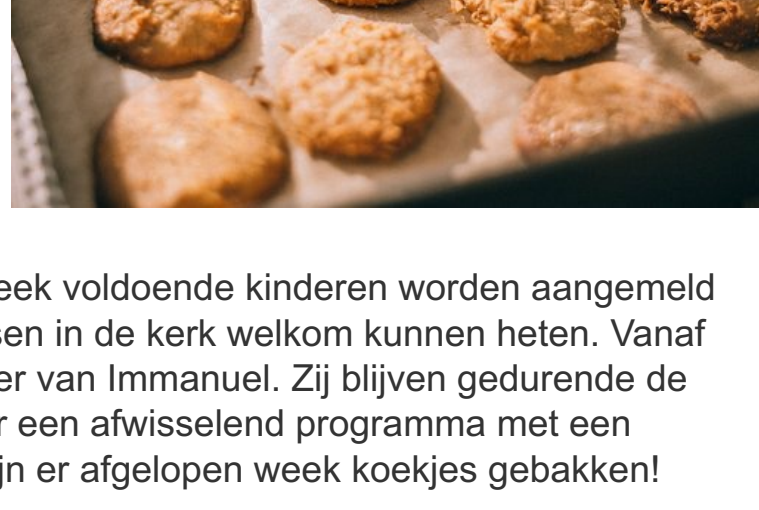 eek voldoende kinderen worden aangemeld
sen in de kerk welkom kunnen heten. Vanaf
er van Immanuel. Zij blijven gedurende de
r een afwisselend programma met een
jn er afgelopen week koekjes gebakken!